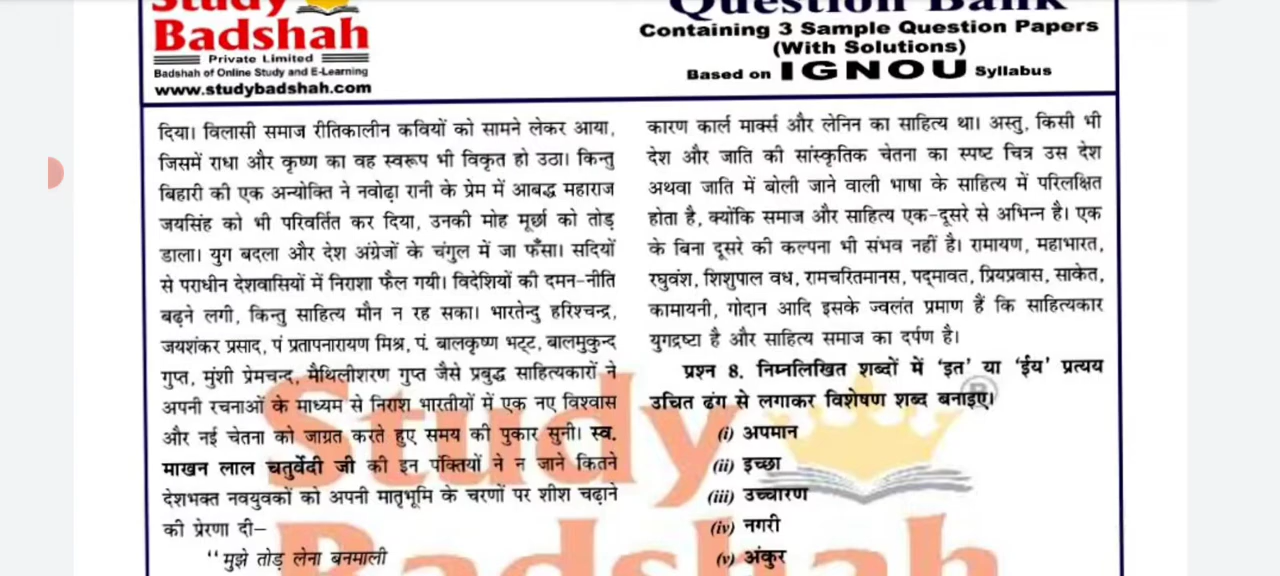 Study
Badshah
Private Limited
Badshah of Online Study and E-Learning
www.studybadshah.com
Question Bank
Containing 3 Sample Question Papers
(With Solutions)
Based on IGNOU Syllabus
दिया। विलासी समाज रीतिकालीन कवियों को सामने लेकर आया,
जिसमें राधा और कृष्ण का वह स्वरूप भी विकृत हो उठा। किन्तु
बिहारी की एक अन्योक्ति ने नवोढ़ा रानी के प्रेम में आबद्ध महाराज
जयसिंह को भी परिवर्तित कर दिया, उनकी मोह मूर्छा को तोड़
डाला। युग बदला और देश अंग्रेजों के चंगुल में जा फँसा। सदियों
से पराधीन देशवासियों में निराशा फैल गयी। विदेशियों की दमन-नीति
बढ़ने लगी, किन्तु साहित्य मौन न रह सका। भारतेन्दु हरिश्चन्द्र,
जयशंकर प्रसाद, पं प्रतापनारायण मिश्र, पं. बालकृष्ण भट्ट, बालमुकुन्द
गुप्त, मुंशी प्रेमचन्द, मैथिलीशरण गुप्त जैसे प्रबुद्ध साहित्यकारों ने
अपनी रचनाओं के माध्यम से निराश भारतीयों में एक नए विश्वास
और नई चेतना को जाग्रत करते हुए समय की पुकार सुनी। स्व.
माखन लाल चतुर्वेदी जी की इन पंक्तियों ने न जाने कितने
देशभक्त नवयुवकों को अपनी मातृभूमि के चरणों पर शीश चढ़ाने
की प्रेरणा दी–
“मुझे तोड़ लेना बनमाली
कारण कार्ल मार्क्स और लेनिन का साहित्य था। अस्तु, किसी भी
देश और जाति की सांस्कृतिक चेतना का स्पष्ट चित्र उस देश
अथवा जाति में बोली जाने वाली भाषा के साहित्य में परिलक्षित
होता है, क्योंकि समाज और साहित्य एक-दूसरे से अभिन्न है। एक
के बिना दूसरे की कल्पना भी संभव नहीं है। रामायण, महाभारत,
रघुवंश, शिशुपाल वध, रामचरितमानस, पद्मावत, प्रियप्रवास, साकेत,
कामायनी, गोदान आदि इसके ज्वलंत प्रमाण हैं कि साहित्यकार
युगद्रष्टा है और साहित्य समाज का दर्पण है।
प्रश्न 8. निम्नलिखित शब्दों में ‘इत’ या ‘ईय’ प्रत्यय
उचित ढंग से लगाकर विशेषण शब्द बनाइए।
(i) अपमान
(ii) इच्छा
(iii) उच्चारण
(iv) नगरी
(v) अंकुर
Study ®
Badshah